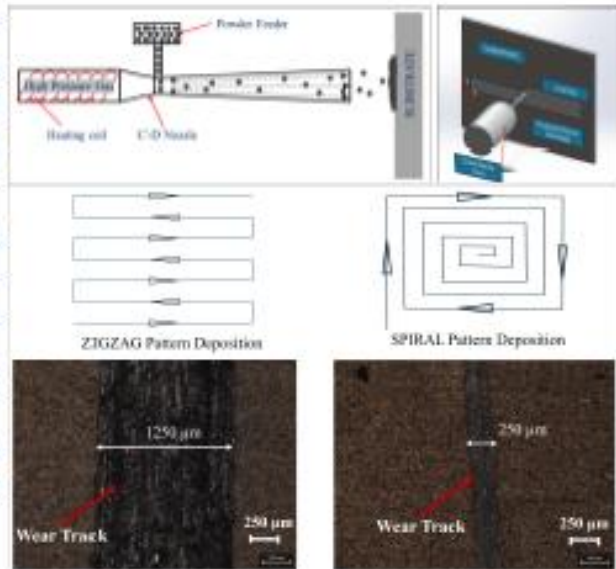 Powder Feeder
High Pressure Gas
Heating coil
C-D Nozzle
SUBSTRATE
ZIGZAG Pattern Deposition
SPIRAL Pattern Deposition
1250 μm
Wear Track
250 μm
250 μm
Wear Track
250 μm